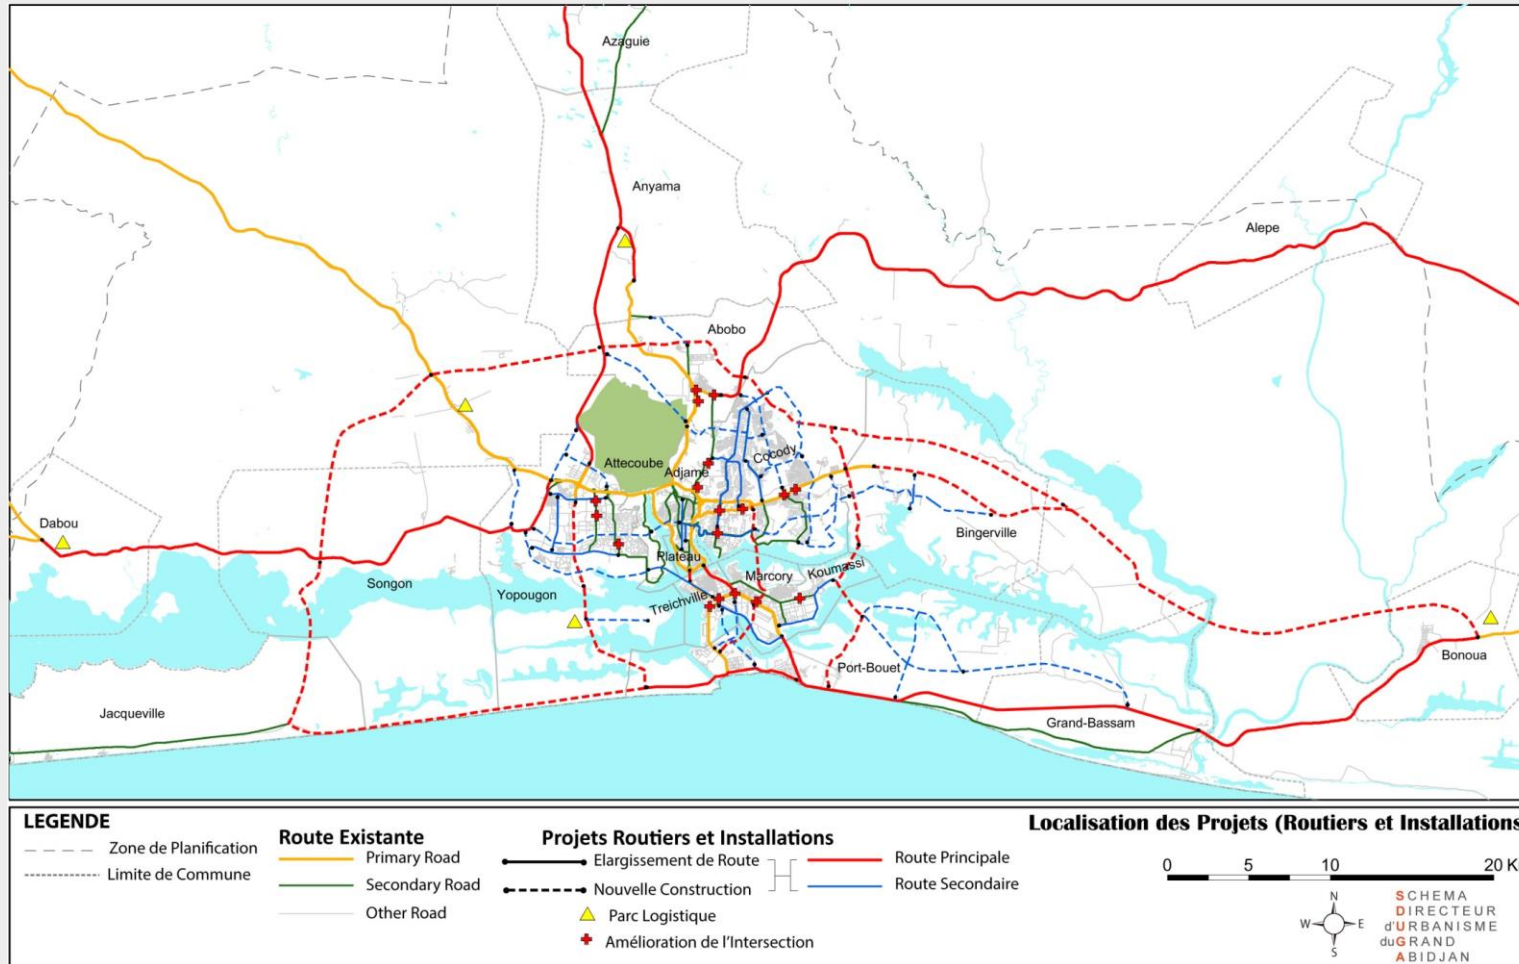 Azaguie
Anyama
Alepe
Abobo
Cocody
Attecoube
Adjame
Dabou
Bingerville
Plateau
Marcory
Koumassi
Songon
Yopougon
Treichville
Bonoua
Port-Bouet
Jacqueville
Grand-Bassam
LEGENDE
Zone de Planification
Limite de Commune
Route Existante
Primary Road
Secondary Road
Other Road
Projets Routiers et Installations
Elargissement de Route
Nouvelle Construction
Parc Logistique
Amélioration de l'Intersection
Route Principale
Route Secondaire
Localisation des Projets (Routiers et Installations
0 5 10 20 K
N
W E
S
SCHEMA
DIRECTEUR
d'URBANISME
duGRAND
ABIDJAN